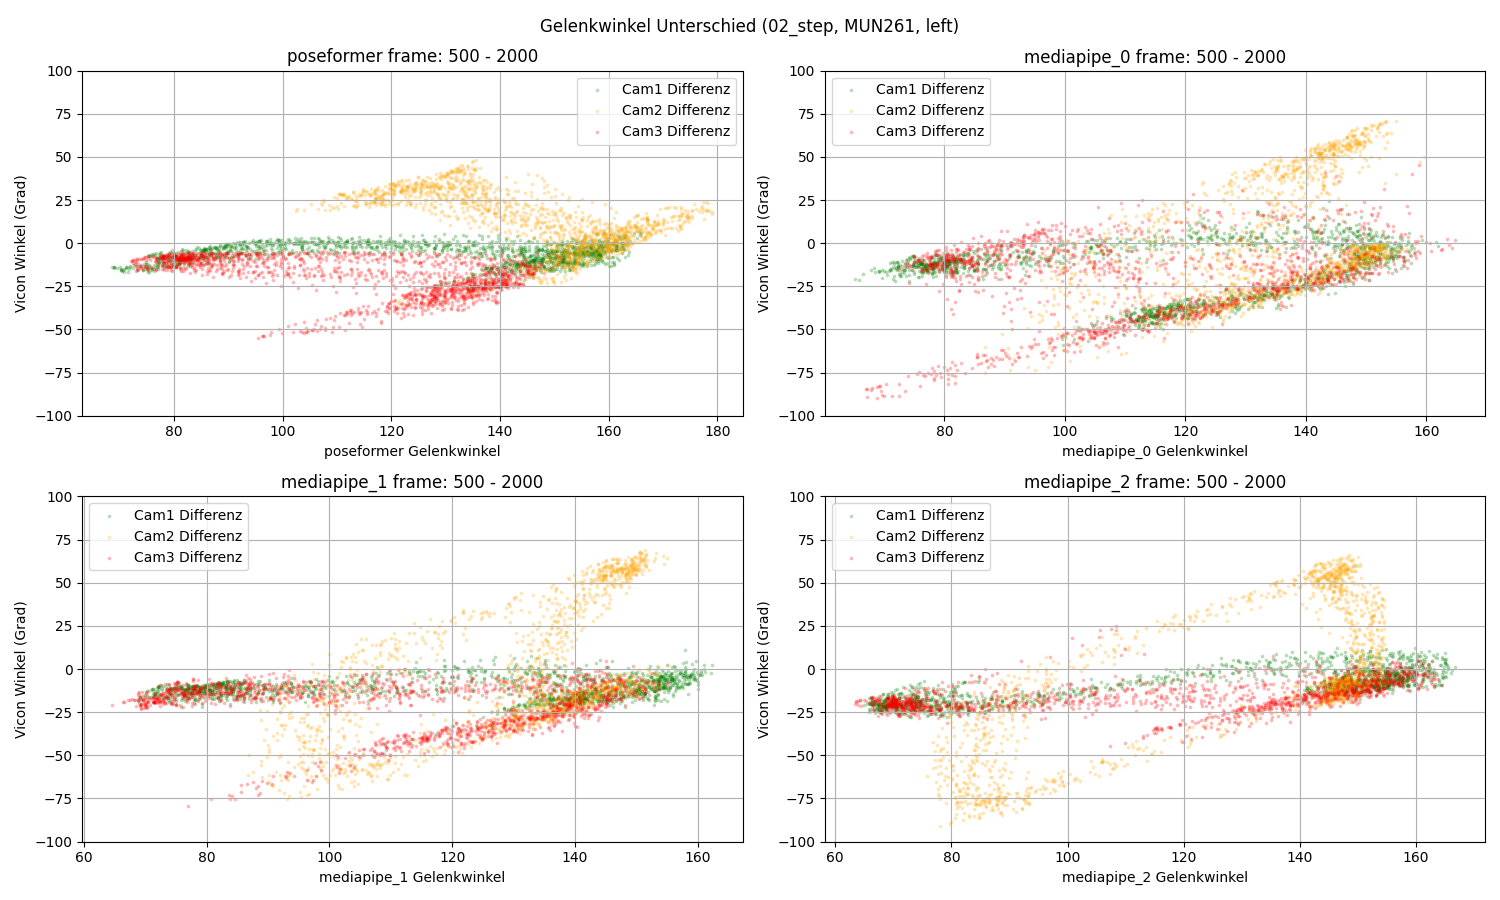 Gelenkwinkel Unterschied (02_step, MUN261, left)
poseformer frame: 500 - 2000
100
75
50
25
0
−25
−50
−75
−100
Vicon Winkel (Grad)
Cam1 Differenz
Cam2 Differenz
Cam3 Differenz
80 100 120 140 160 180
poseformer Gelenkwinkel
mediapipe_0 frame: 500 - 2000
100
75
50
25
0
−25
−50
−75
−100
Vicon Winkel (Grad)
Cam1 Differenz
Cam2 Differenz
Cam3 Differenz
80 100 120 140 160
mediapipe_0 Gelenkwinkel
mediapipe_1 frame: 500 - 2000
100
75
50
25
0
−25
−50
−75
−100
Vicon Winkel (Grad)
Cam1 Differenz
Cam2 Differenz
Cam3 Differenz
60 80 100 120 140 160
mediapipe_1 Gelenkwinkel
mediapipe_2 frame: 500 - 2000
100
75
50
25
0
−25
−50
−75
−100
Vicon Winkel (Grad)
Cam1 Differenz
Cam2 Differenz
Cam3 Differenz
60 80 100 120 140 160
mediapipe_2 Gelenkwinkel